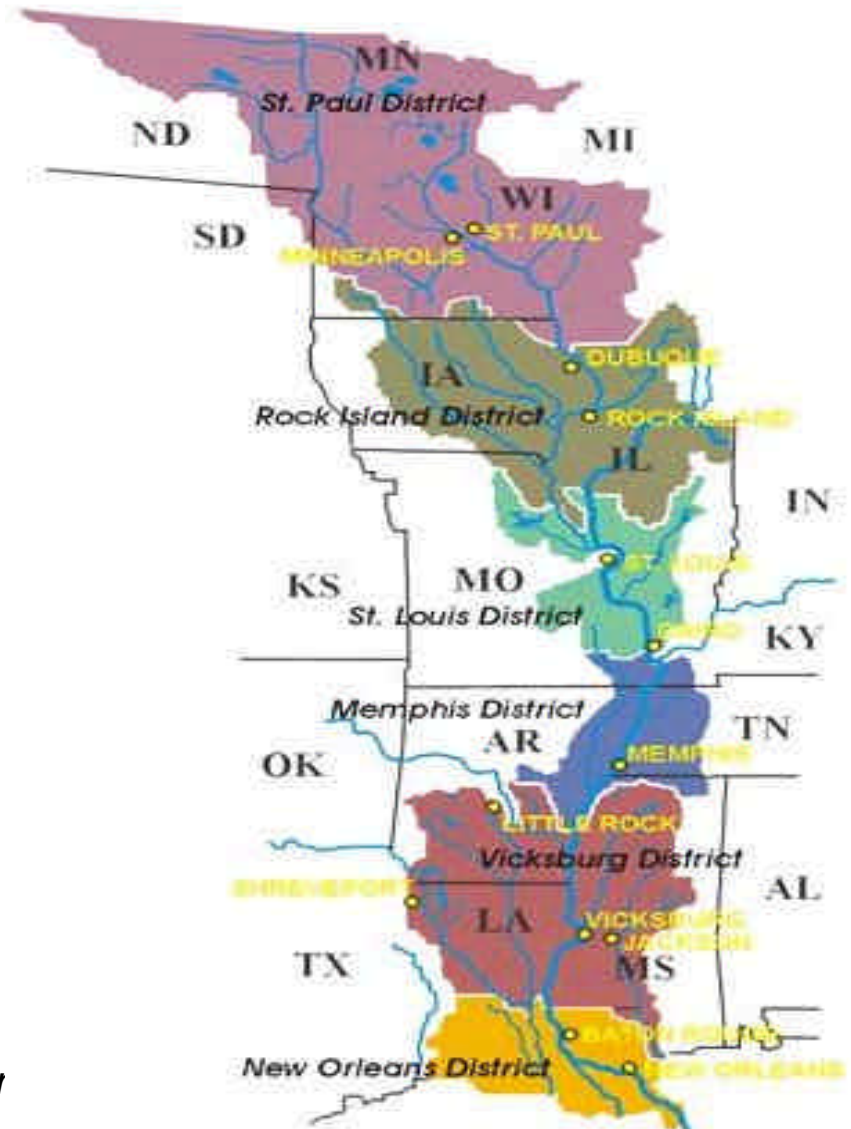 MN
St. Paul District
ND
MI
WI
SD
ST. PAUL
MINNEAPOLIS
DUBUQUE
IA
Rock Island District
ROCK ISLAND
IL
IN
ST. LOUIS
KS
MO
St. Louis District
CAIRO
KY
Memphis District
TN
AR
MEMPHIS
OK
LITTLE ROCK
Vicksburg District
SHREVEPORT
AL
LA
VICKSBURG
JACKSON
TX
MS
BATON ROUGE
New Orleans District
NEW ORLEANS